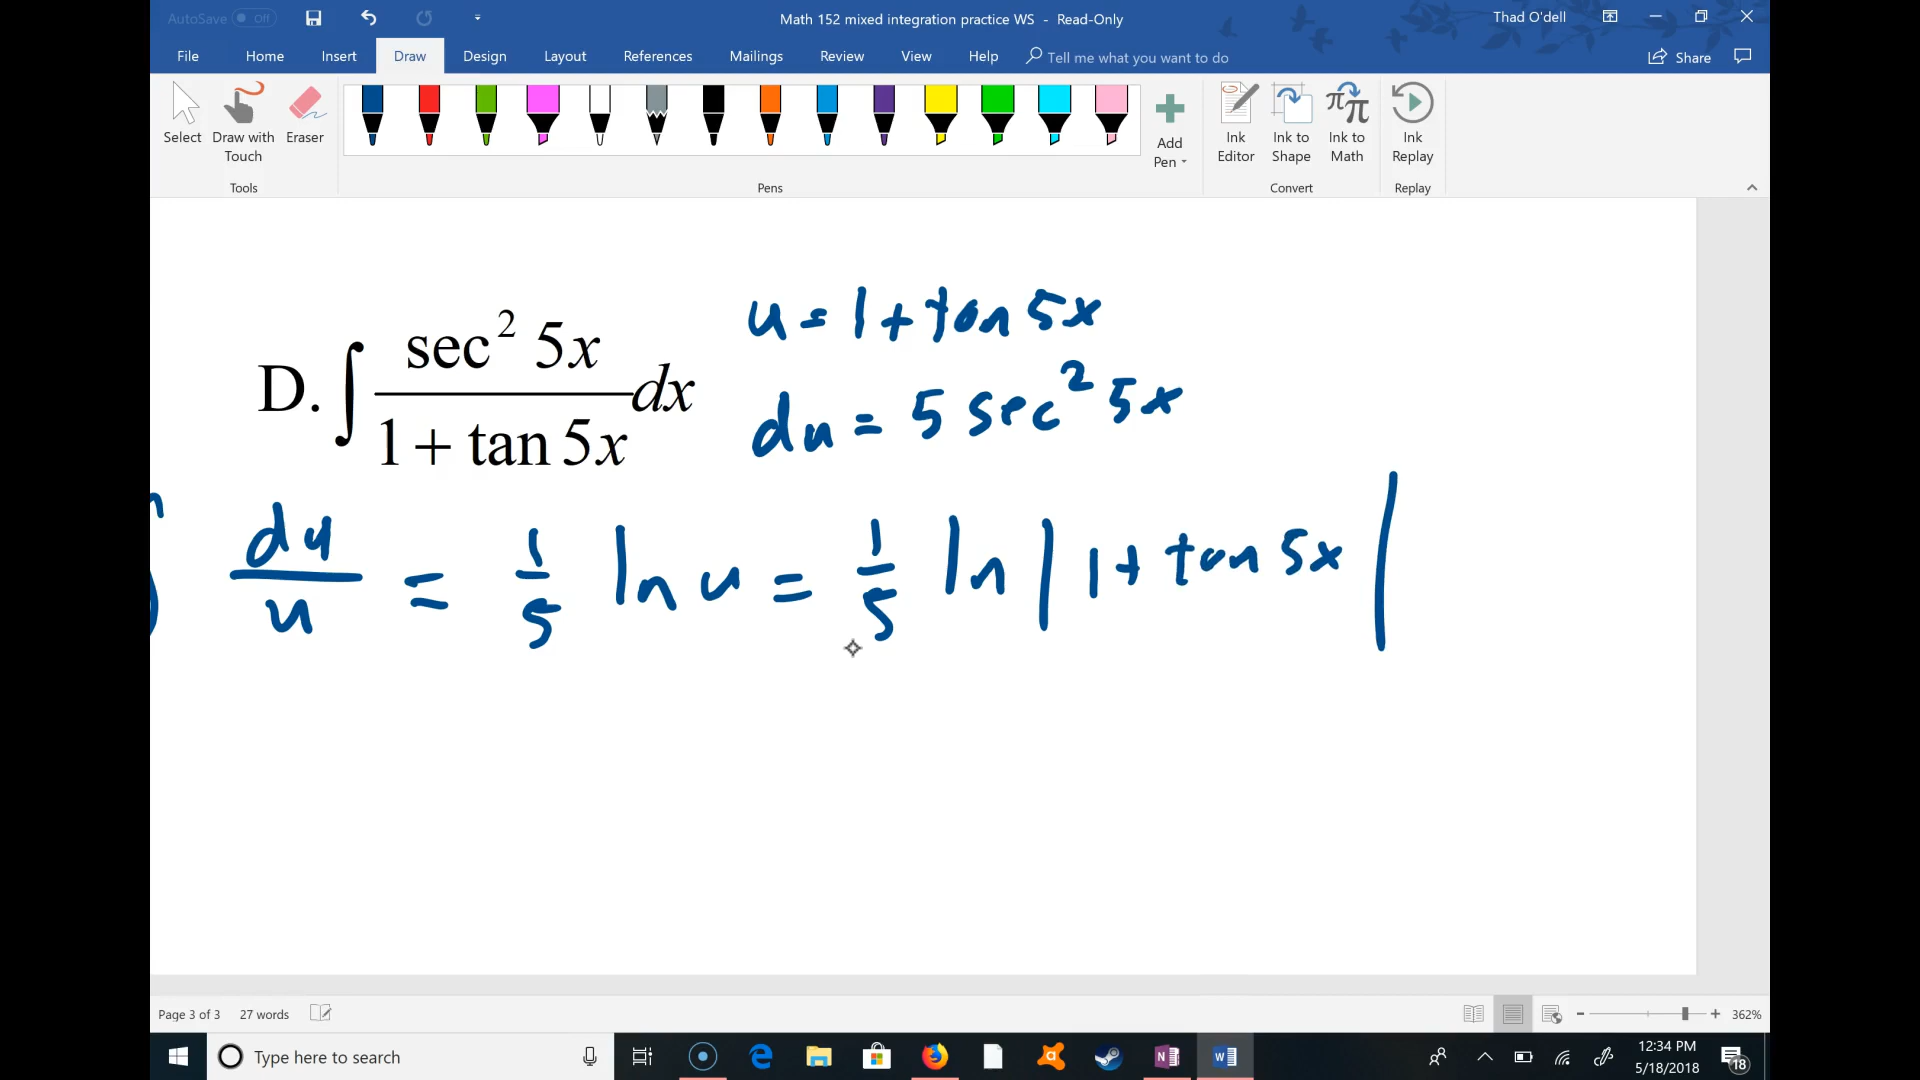 AutoSave Off
Math 152 mixed integration practice WS - Read-Only
Thad O'dell
File Home Insert Draw Design Layout References Mailings Review View Help Tell me what you want to do Share
Select Draw with Touch Eraser
Tools
Pens
Add Pen
Ink Editor Ink to Shape Ink to Math
Convert
Ink Replay
Replay
D. ∫ sec² 5x / 1 + tan 5x dx
u = 1 + tan 5x
du = 5 sec² 5x
du / u = 1/5 ln u = 1/5 ln | 1 + tan 5x |
Page 3 of 3 27 words 362%
Type here to search
12:34 PM
5/18/2018
18